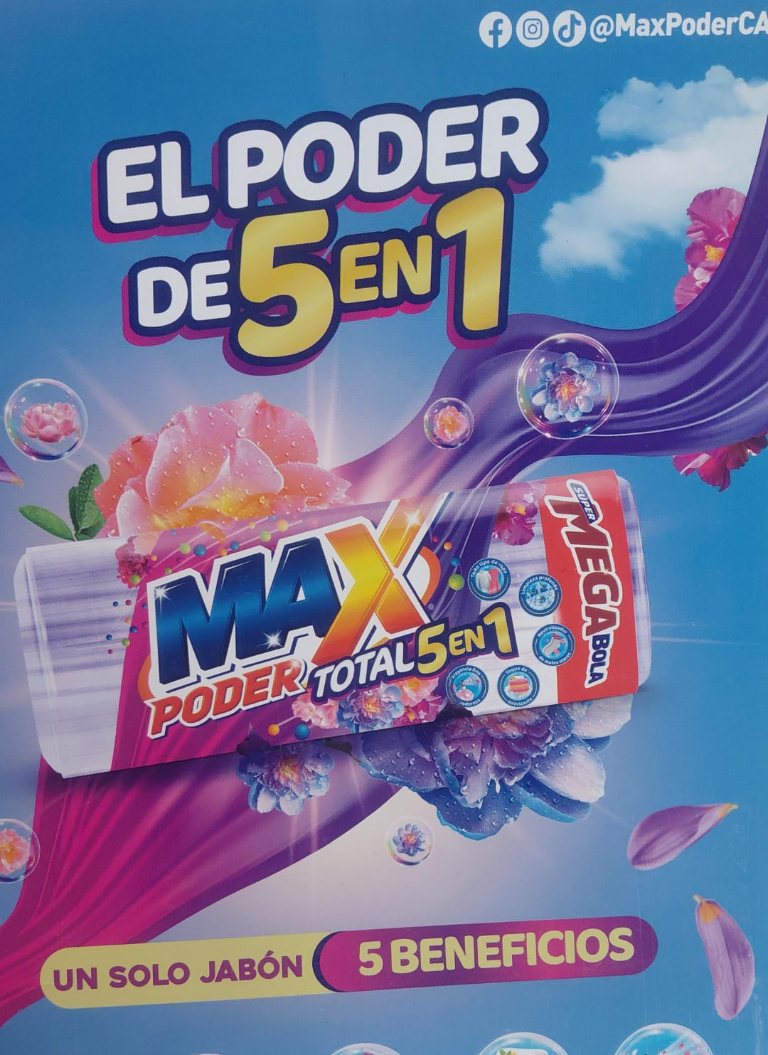 @MaxPoderCA
EL PODER
DE 5 EN 1
MAX
PODER TOTAL 5 EN 1
SUPER
MEGA
BOLA
UN SOLO JABÓN 5 BENEFICIOS